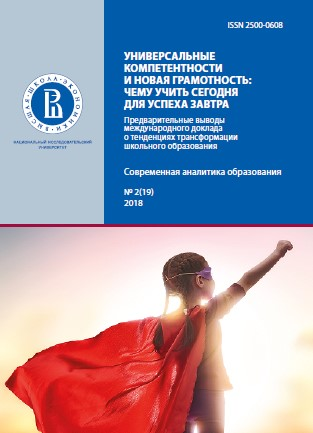 ISSN 2500-0608
УНИВЕРСАЛЬНЫЕ
КОМПЕТЕНТНОСТИ
И НОВАЯ ГРАМОТНОСТЬ:
ЧЕМУ УЧИТЬ СЕГОДНЯ
ДЛЯ УСПЕХА ЗАВТРА
Предварительные выводы
международного доклада
о тенденциях трансформации
школьного образования
Современная аналитика образования
№ 2(19)
2018
ВЫСШАЯ ШКОЛА ЭКОНОМИКИ
НАЦИОНАЛЬНЫЙ ИССЛЕДОВАТЕЛЬСКИЙ
УНИВЕРСИТЕТ